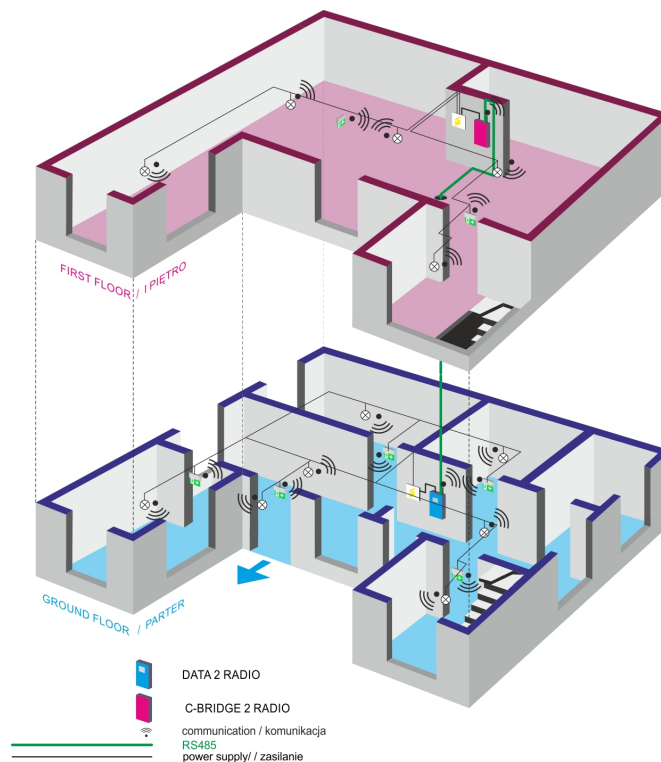 FIRST FLOOR / I PIĘTRO
GROUND FLOOR / PARTER
DATA 2 RADIO
C-BRIDGE 2 RADIO
communication / komunikacja
RS485
power supply/ / zasilanie